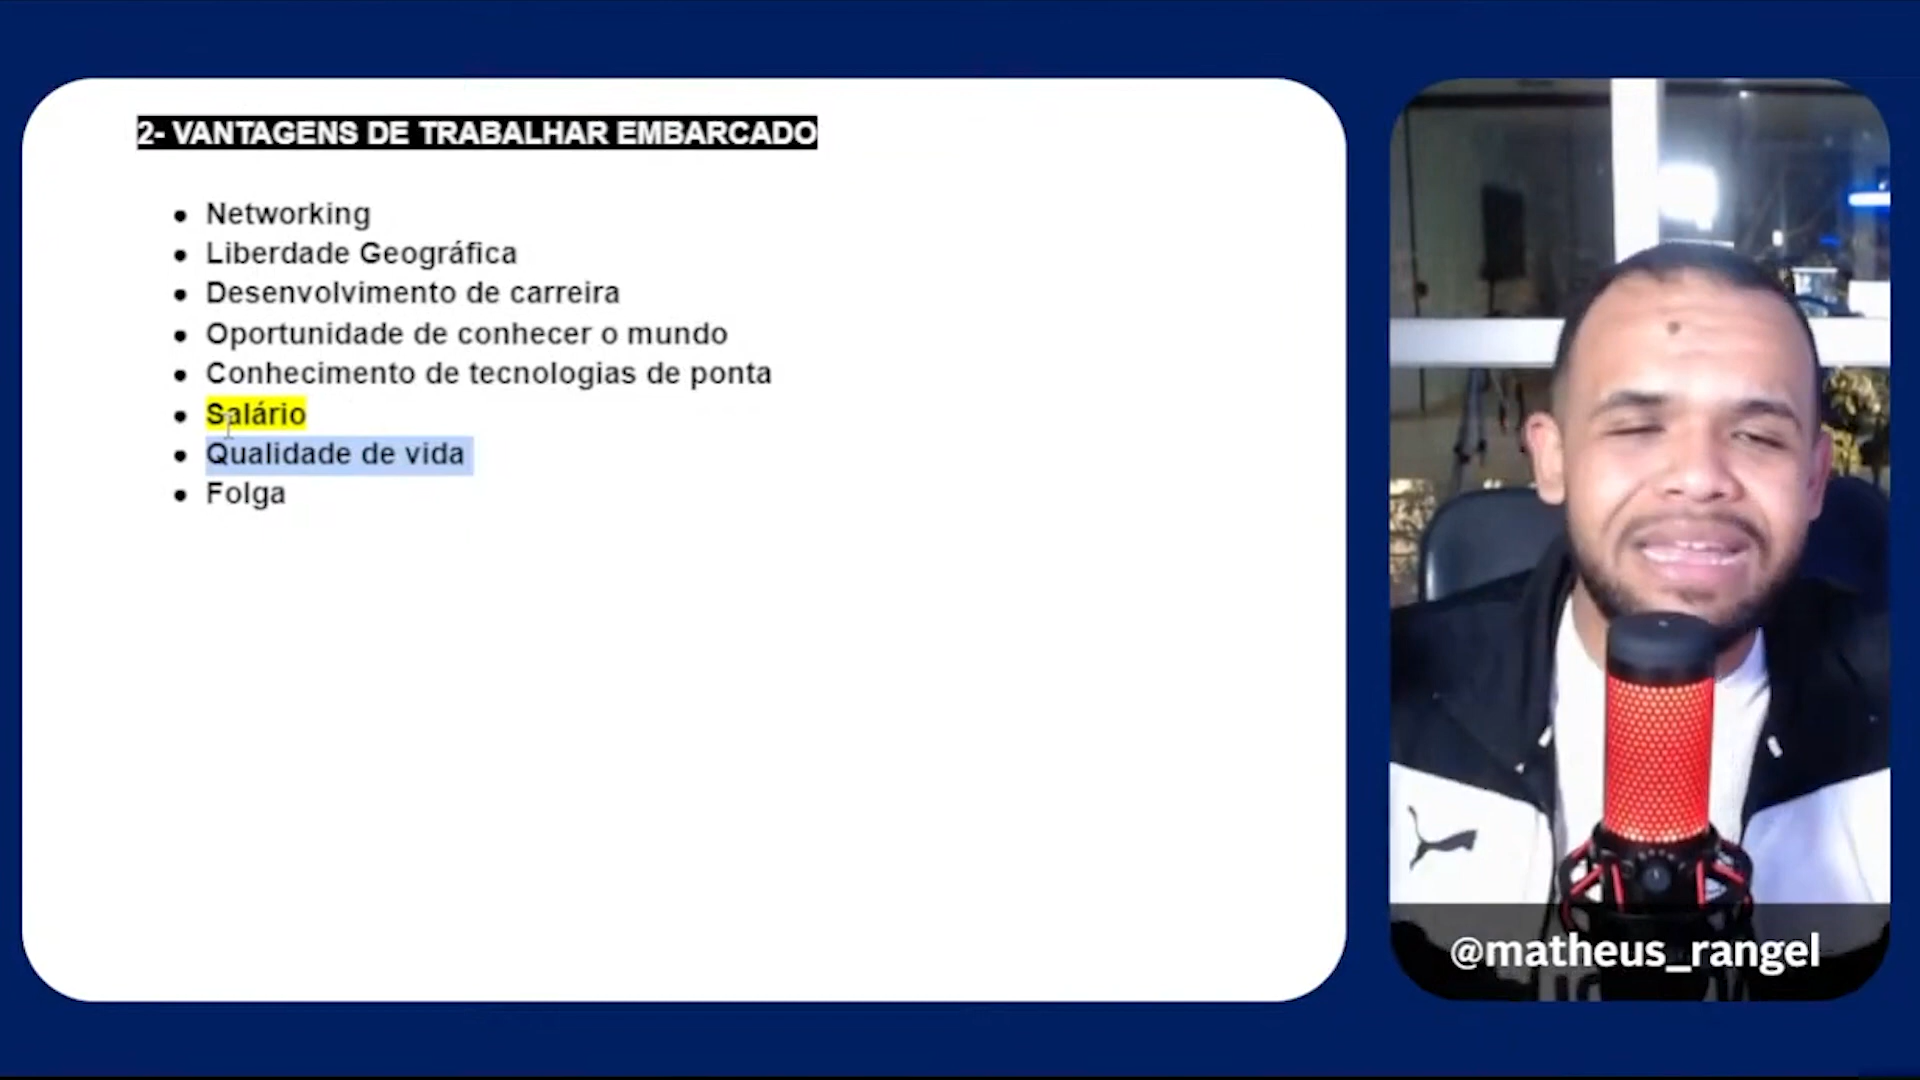 2- VANTAGENS DE TRABALHAR EMBARCADO
Networking
Liberdade Geográfica
Desenvolvimento de carreira
Oportunidade de conhecer o mundo
Conhecimento de tecnologias de ponta
Salário
Qualidade de vida
Folga
@matheus_rangel